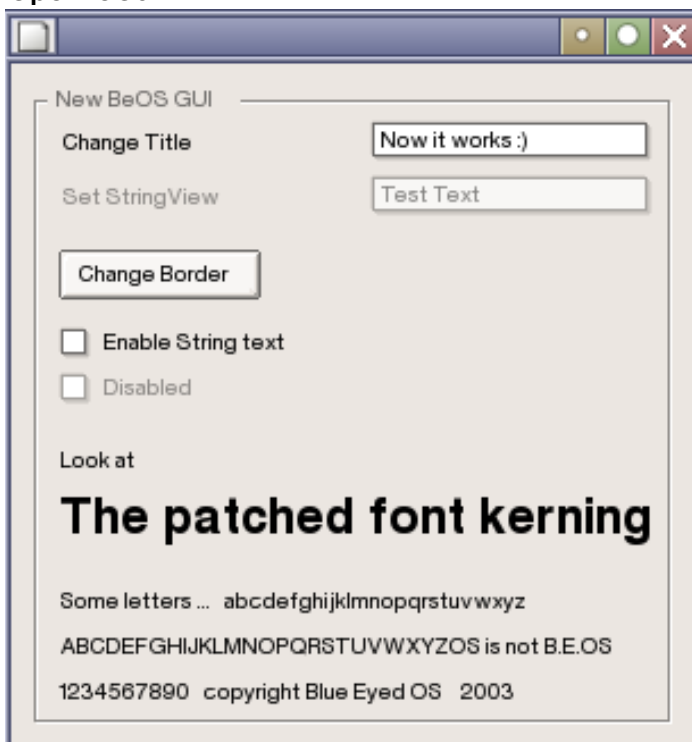 New BeOS GUI
Change Title Now it works :)
Set StringView Test Text
Change Border
Enable String text
Disabled
Look at
The patched font kerning
Some letters ... abcdefghijklmnopqrstuvwxyz
ABCDEFGHIJKLMNOPQRSTUVWXYZOS is not B.E.OS
1234567890 copyright Blue Eyed OS 2003